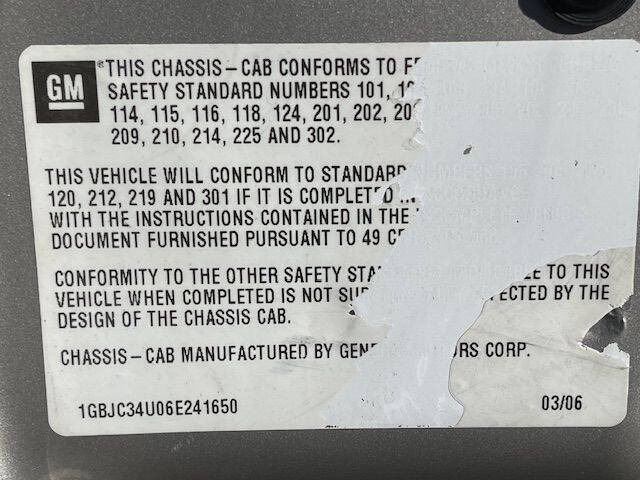 GM
®THIS CHASSIS-CAB CONFORMS TO
SAFETY STANDARD NUMBERS 101,
114, 115, 116, 118, 124, 201, 202,
209, 210, 214, 225 AND 302.
THIS VEHICLE WILL CONFORM TO STANDARD
120, 212, 219 AND 301 IF IT IS COMPLETED
WITH THE INSTRUCTIONS CONTAINED IN THE
DOCUMENT FURNISHED PURSUANT TO 49
CONFORMITY TO THE OTHER SAFETY TO THIS
VEHICLE WHEN COMPLETED IS NOT BY THE
DESIGN OF THE CHASSIS CAB.
CHASSIS-CAB MANUFACTURED BY CORP.
1GBJC34U06E241650 03/06